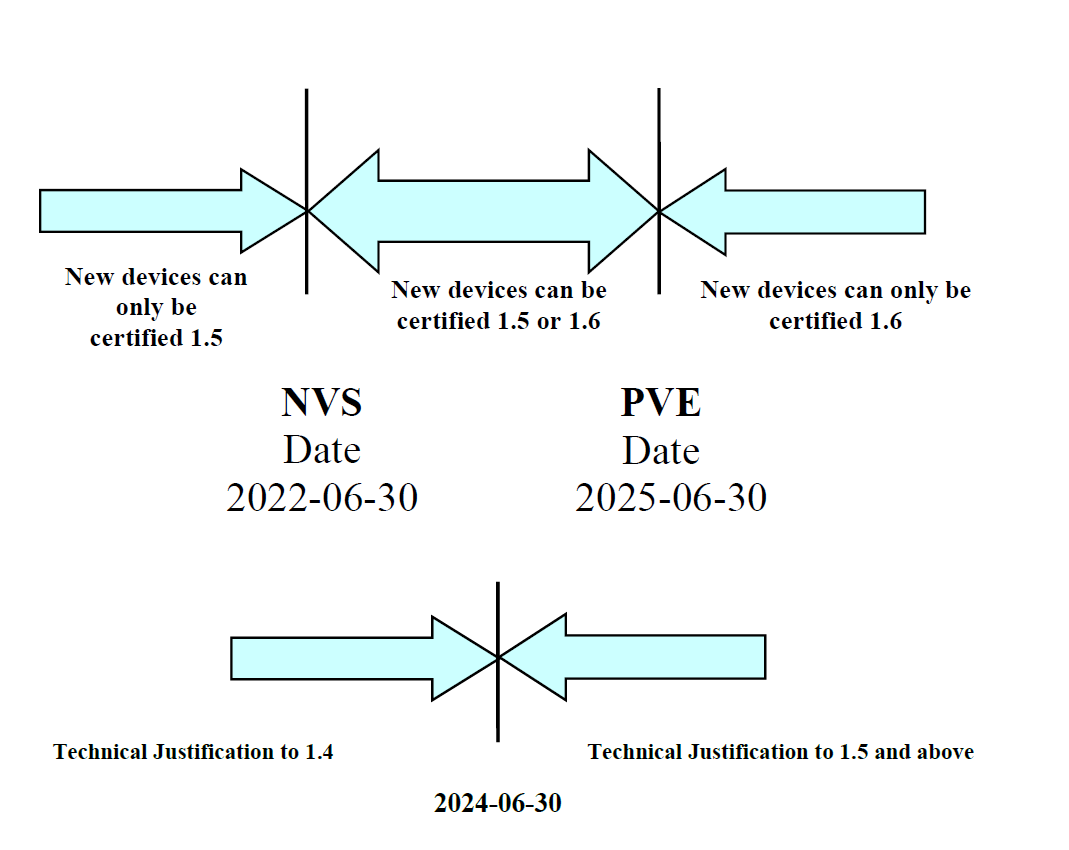 New devices can
only be
certified 1.5
New devices can be
certified 1.5 or 1.6
New devices can only be
certified 1.6
NVS
Date
2022-06-30
PVE
Date
2025-06-30
Technical Justification to 1.4
Technical Justification to 1.5 and above
2024-06-30